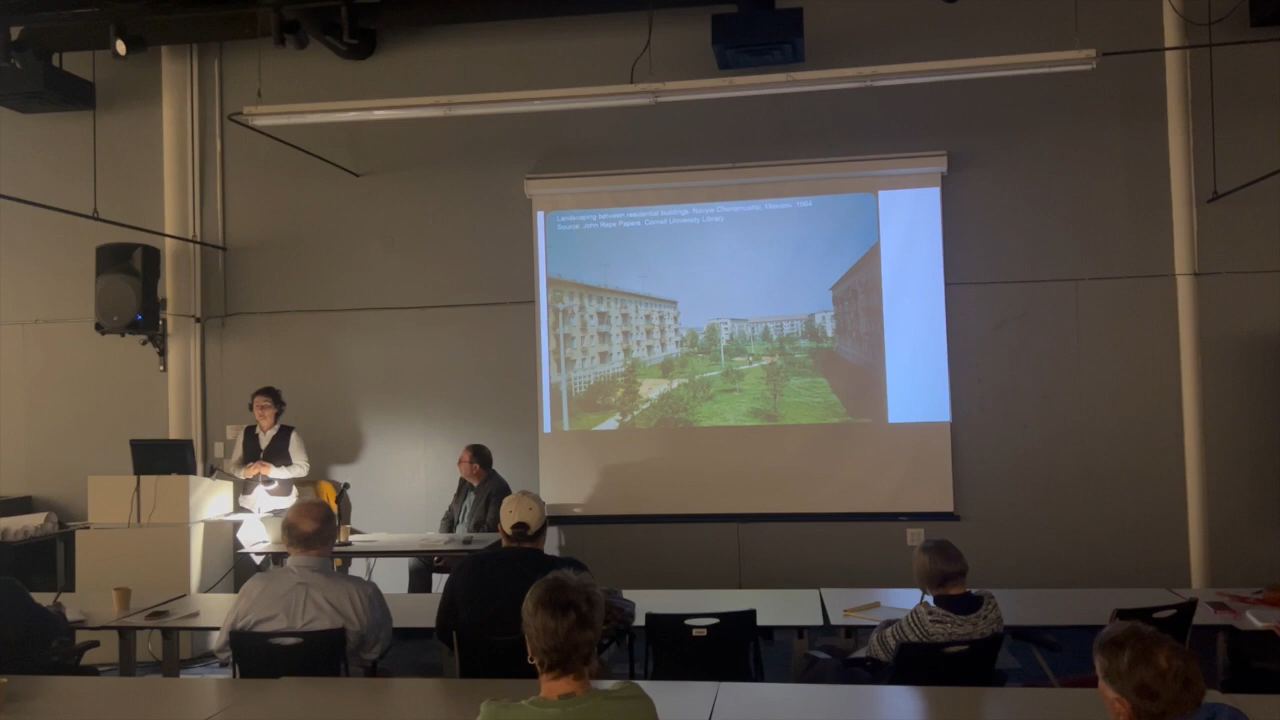 Landscaping between residential buildings, Novye Cheremushki, Moscow, 1964
Source: John Reps Papers, Cornell University Library